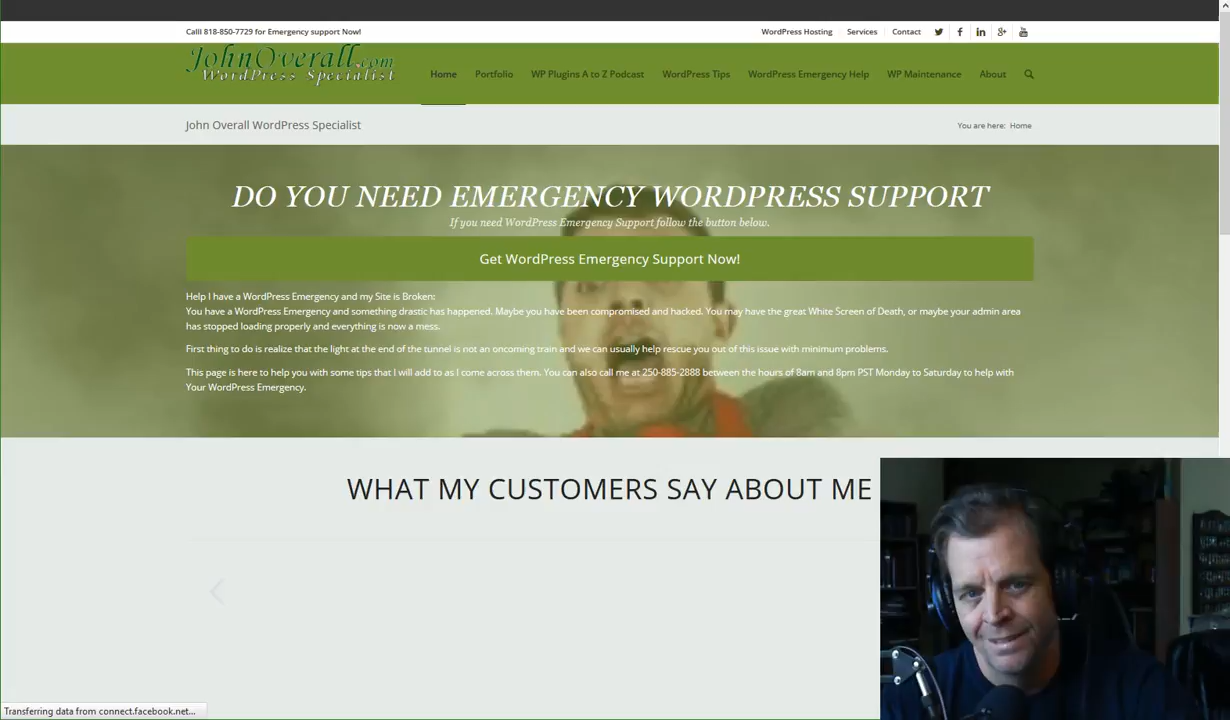 Calll 818-850-7729 for Emergency support Now!
WordPress Hosting Services Contact
JohnOverall.com
WordPress Specialist
Home Portfolio WP Plugins A to Z Podcast WordPress Tips WordPress Emergency Help WP Maintenance About
John Overall WordPress Specialist
You are here: Home
DO YOU NEED EMERGENCY WORDPRESS SUPPORT
If you need WordPress Emergency Support follow the button below.
Get WordPress Emergency Support Now!
Help I have a WordPress Emergency and my Site is Broken:
You have a WordPress Emergency and something drastic has happened. Maybe you have been compromised and hacked. You may have the great White Screen of Death, or maybe your admin area
has stopped loading properly and everything is now a mess.
First thing to do is realize that the light at the end of the tunnel is not an oncoming train and we can usually help rescue you out of this issue with minimum problems.
This page is here to help you with some tips that I will add to as I come across them. You can also call me at 250-885-2888 between the hours of 8am and 8pm PST Monday to Saturday to help with
Your WordPress Emergency.
WHAT MY CUSTOMERS SAY ABOUT ME
Transferring data from connect.facebook.net...